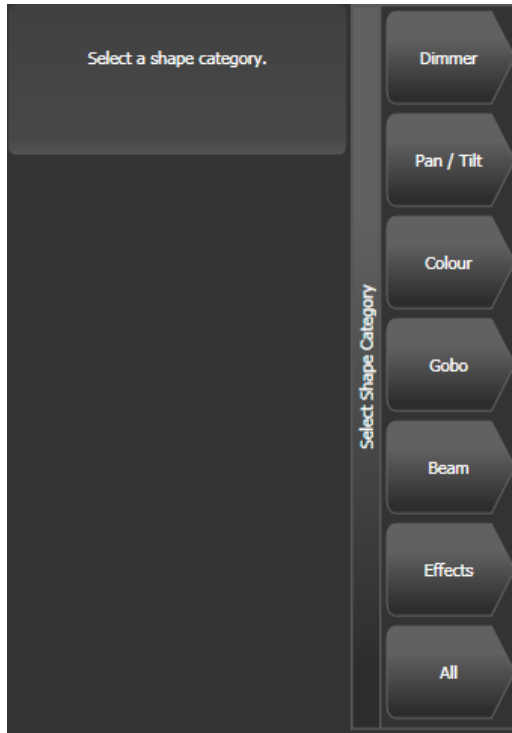 Select a shape category.
Select Shape Category
Dimmer
Pan / Tilt
Colour
Gobo
Beam
Effects
All